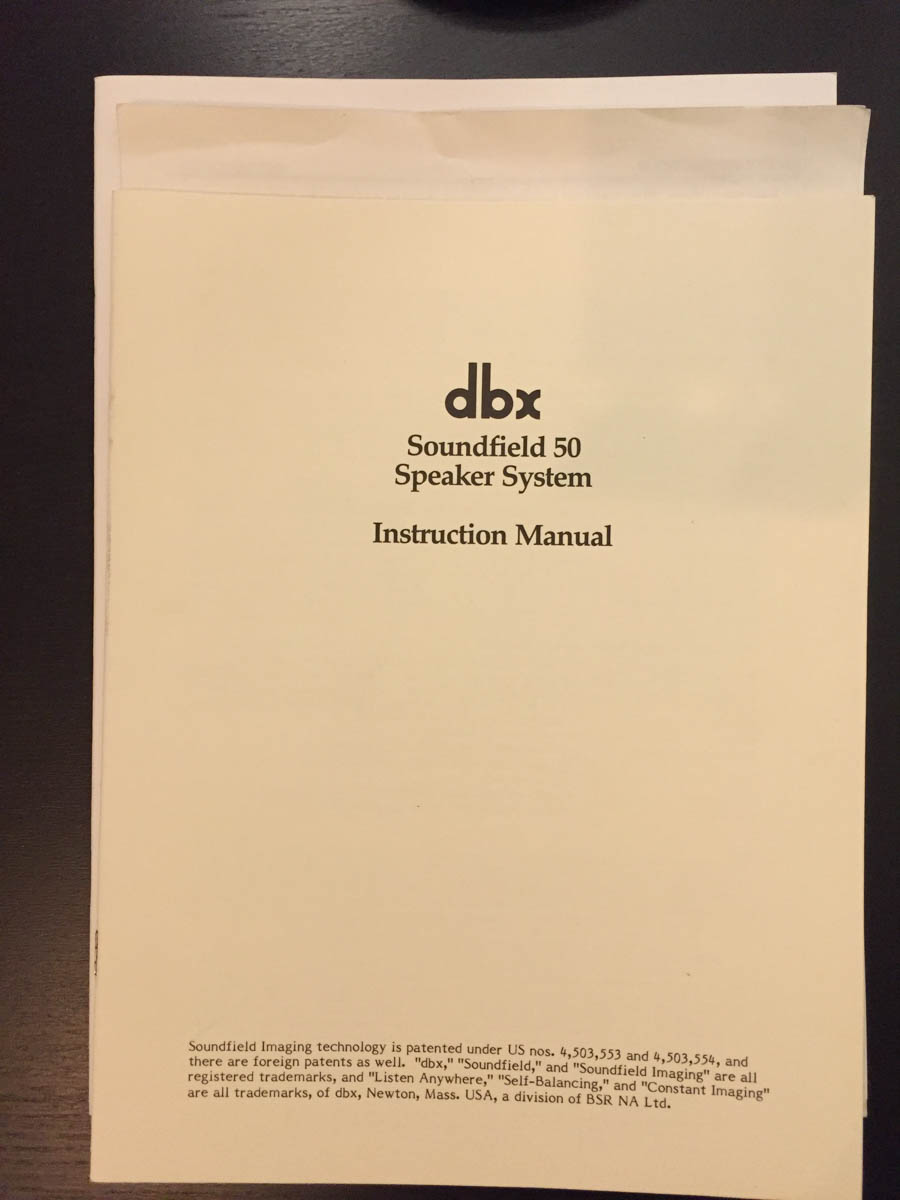 dbx
Soundfield 50
Speaker System
Instruction Manual
Soundfield Imaging technology is patented under US nos. 4,503,553 and 4,503,554, and
there are foreign patents as well. "dbx," "Soundfield," and "Soundfield Imaging" are all
registered trademarks, and "Listen Anywhere," "Self-Balancing," and "Constant Imaging"
are all trademarks, of dbx, Newton, Mass. USA, a division of BSR NA Ltd.